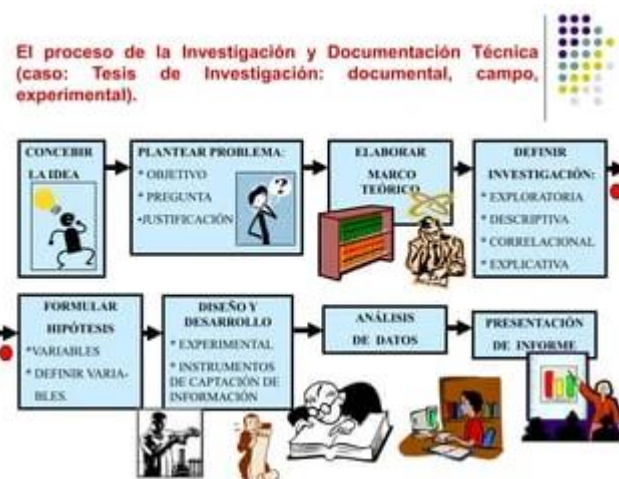 El proceso de la Investigación y Documentación Técnica
(caso: Tesis de Investigación: documental, campo,
experimental).
CONCEBIR
LA IDEA
PLANTEAR PROBLEMA:
* OBJETIVO
* PREGUNTA
•JUSTIFICACIÓN
?
ELABORAR
MARCO
TEÓRICO
DEFINIR
INVESTIGACIÓN:
* EXPLORATORIA
* DESCRIPTIVA
* CORRELACIONAL
* EXPLICATIVA
FORMULAR
HIPÓTESIS
*VARIABLES
* DEFINIR VARIA-
BLES.
DISEÑO Y
DESARROLLO
* EXPERIMENTAL
* INSTRUMENTOS
DE CAPTACIÓN DE
INFORMACIÓN
ANÁLISIS
DE DATOS
PRESENTACIÓN
DE INFORME